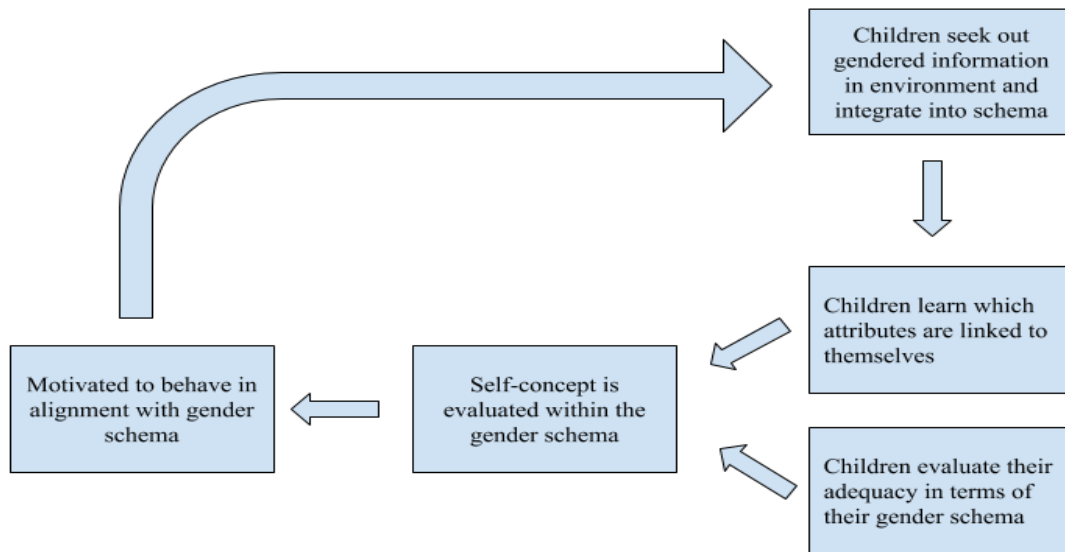 Children seek out
gendered information
in environment and
integrate into schema
Children learn which
attributes are linked to
themselves
Motivated to behave in
alignment with gender
schema
Self-concept is
evaluated within the
gender schema
Children evaluate their
adequacy in terms of
their gender schema